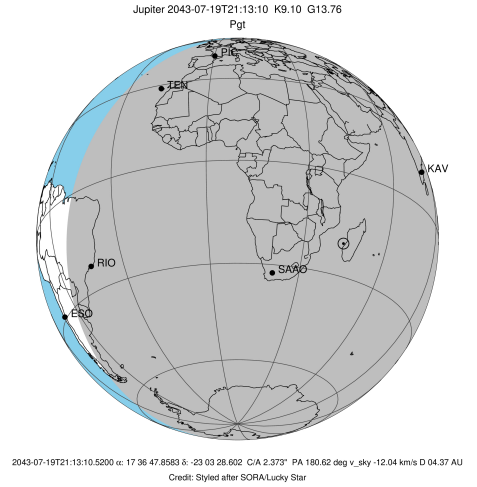 Jupiter 2043-07-19T21:13:10 K9.10 G13.76
Pgt
PIC
TEN
KAV
RIO
SAAO
ESO
2043-07-19T21:13:10.5200 α: 17 36 47.8583 δ: -23 03 28.602 C/A 2.373" PA 180.62 deg v_sky -12.04 km/s D 04.37 AU
Credit: Styled after SORA/Lucky Star